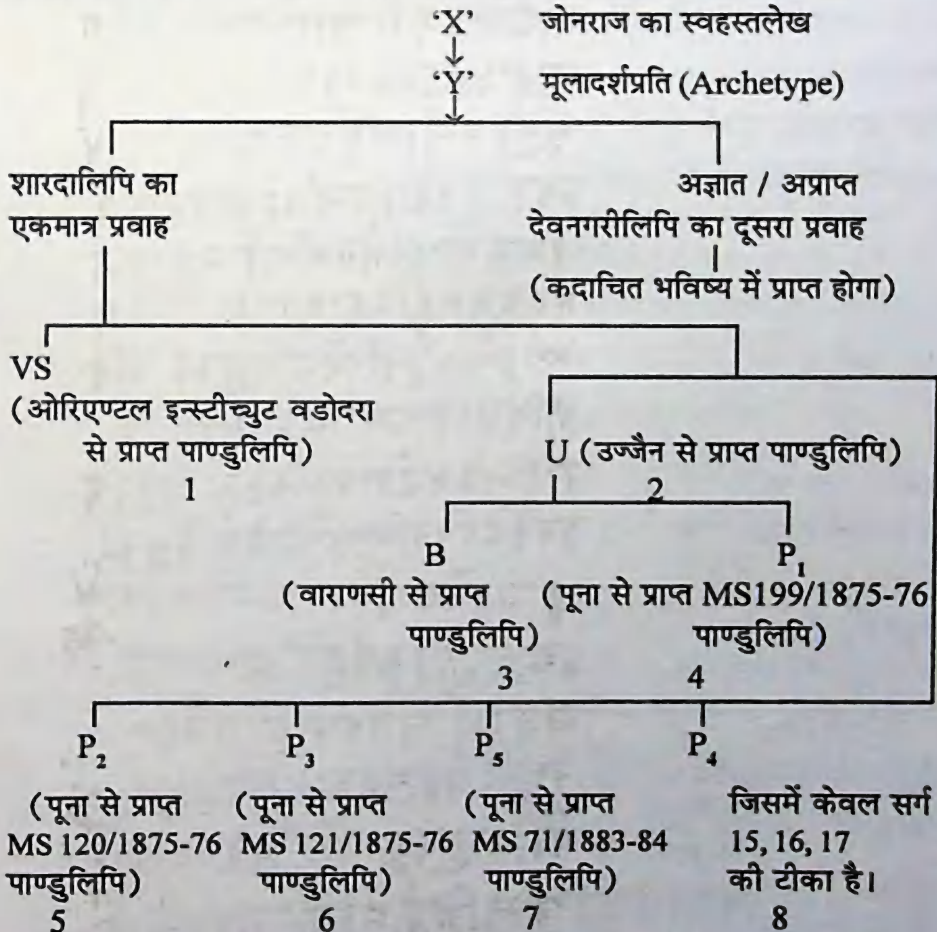 ‘X’ जोनराज का स्वहस्तलेख
‘Y’ मूलादर्शप्रति (Archetype)
शारदालिपि का
एकमात्र प्रवाह
अज्ञात / अप्राप्त
देवनगरीलिपि का दूसरा प्रवाह
(कदाचित भविष्य में प्राप्त होगा)
VS
(ओरिएण्टल इन्स्टीच्युट वडोदरा
से प्राप्त पाण्डुलिपि)
1
U (उज्जैन से प्राप्त पाण्डुलिपि)
2
B
(वाराणसी से प्राप्त
पाण्डुलिपि)
3
P₁
(पूना से प्राप्त MS199/1875-76
पाण्डुलिपि)
4
P₂
(पूना से प्राप्त
MS 120/1875-76
पाण्डुलिपि)
5
P₃
(पूना से प्राप्त
MS 121/1875-76
पाण्डुलिपि)
6
P₅
(पूना से प्राप्त
MS 71/1883-84
पाण्डुलिपि)
7
P₄
जिसमें केवल सर्ग
15, 16, 17
की टीका है।
8